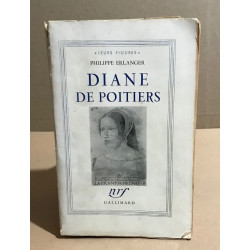 «LEURS FIGURES»
PHILIPPE ERLANGER
DIANE
DE POITIERS
nrf
GALLIMARD